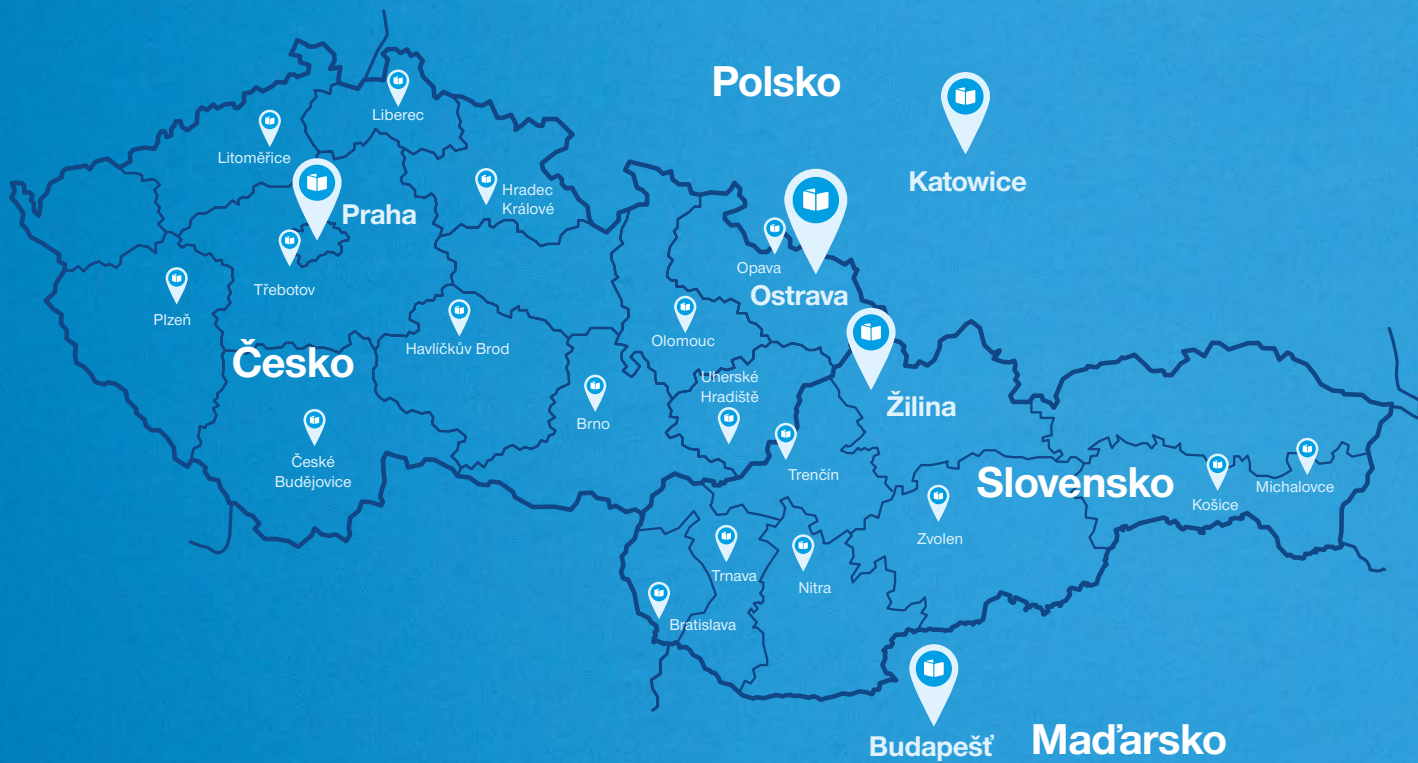 Polsko
Liberec
Litoměřice
Katowice
Hradec
Králové
Praha
Opava
Třebotov
Ostrava
Plzeň
Olomouc
Havlíčkův Brod
Česko
Uherské
Hradiště
Žilina
Brno
České
Budějovice
Trenčín
Slovensko
Michalovce
Košice
Zvolen
Trnava
Nitra
Bratislava
Budapešť
Maďarsko